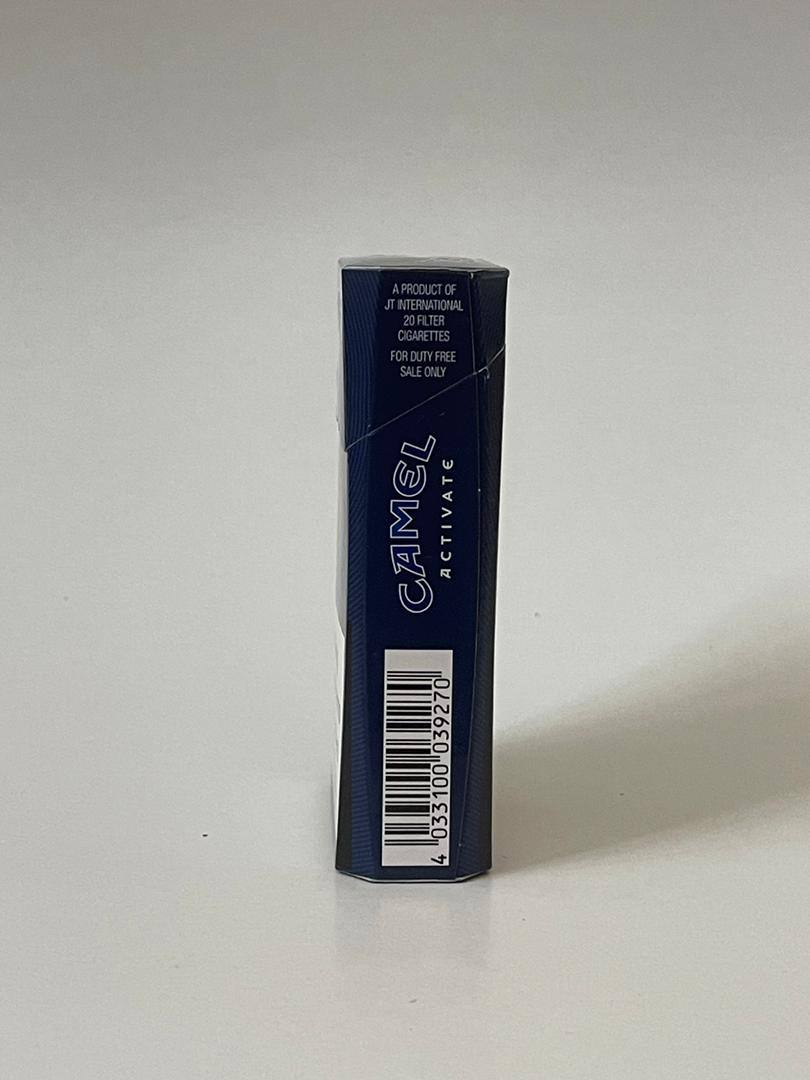 A PRODUCT OF
JT INTERNATIONAL
20 FILTER
CIGARETTES
FOR DUTY FREE
SALE ONLY
CAMEL
ACTIVATE
4 033100 039270